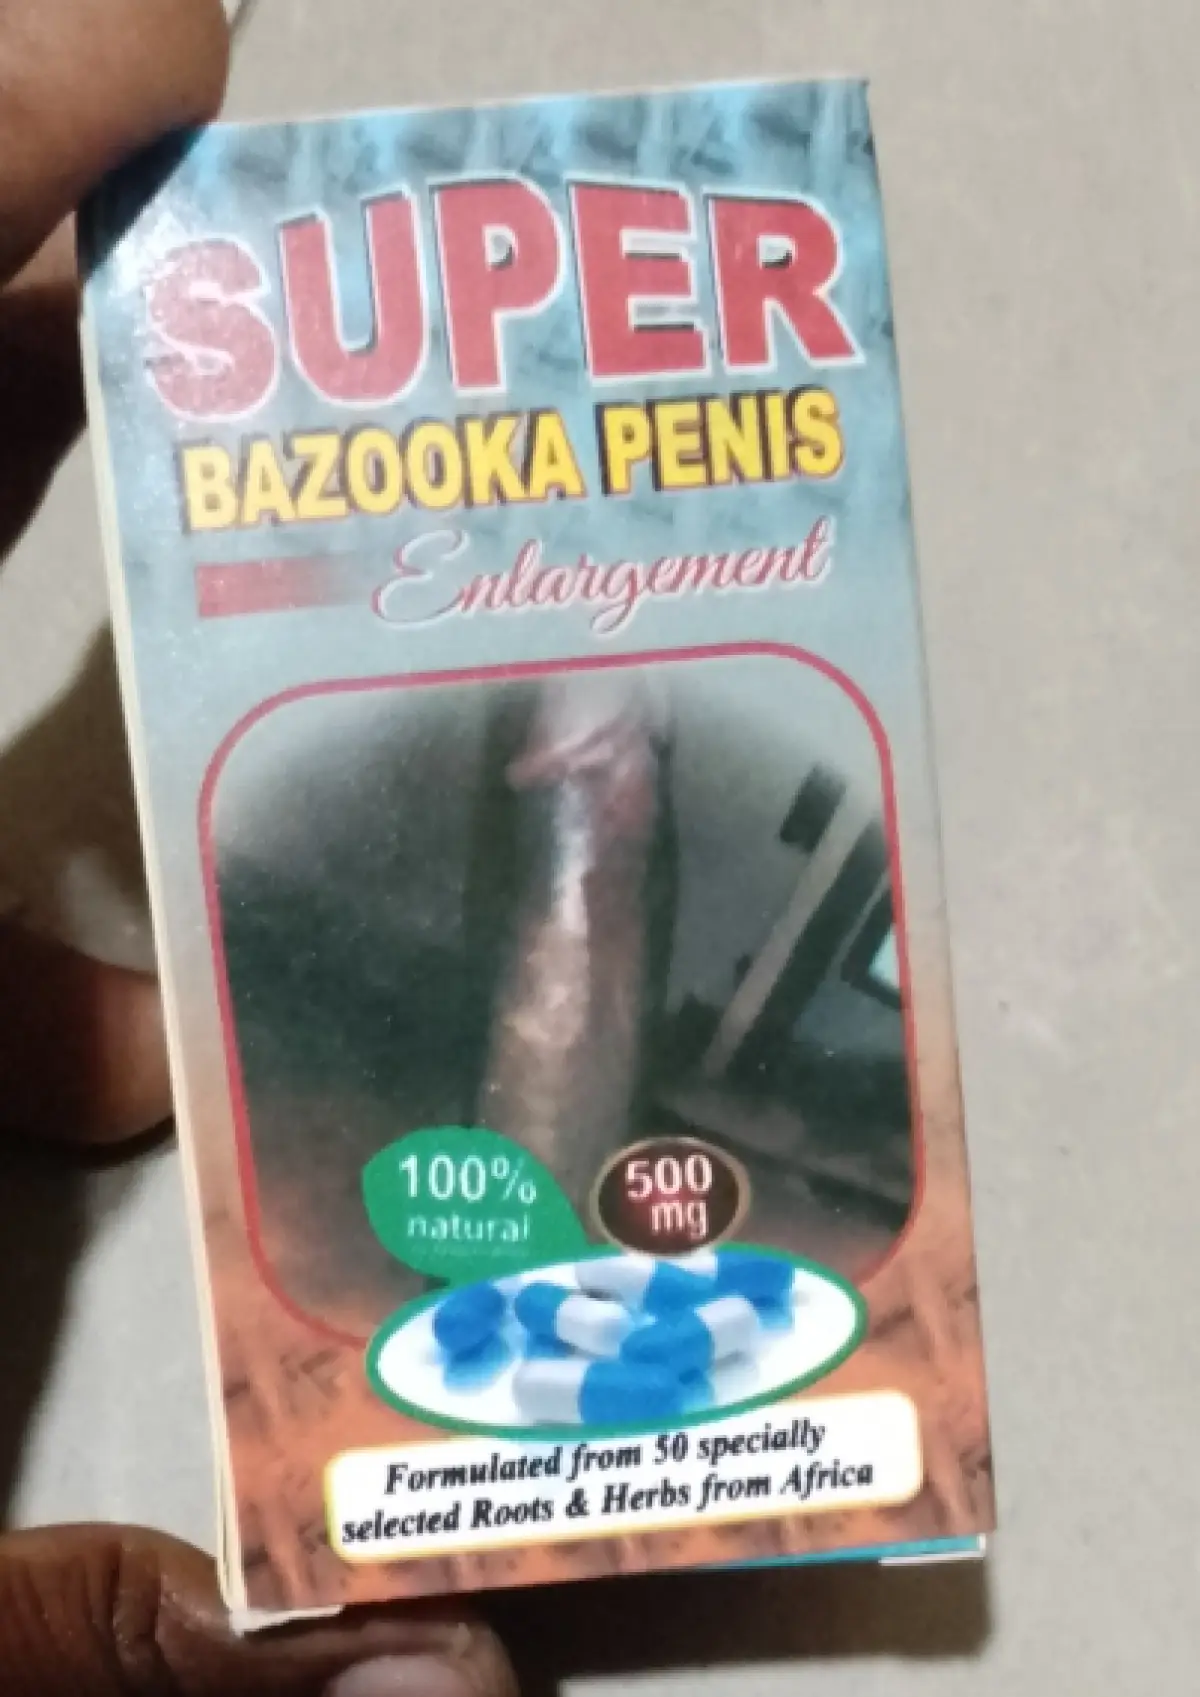 SUPER
BAZOOKA PENIS
Enlargement
100%
natural
500
mg
Formulated from 50 specially
selected Roots & Herbs from Africa